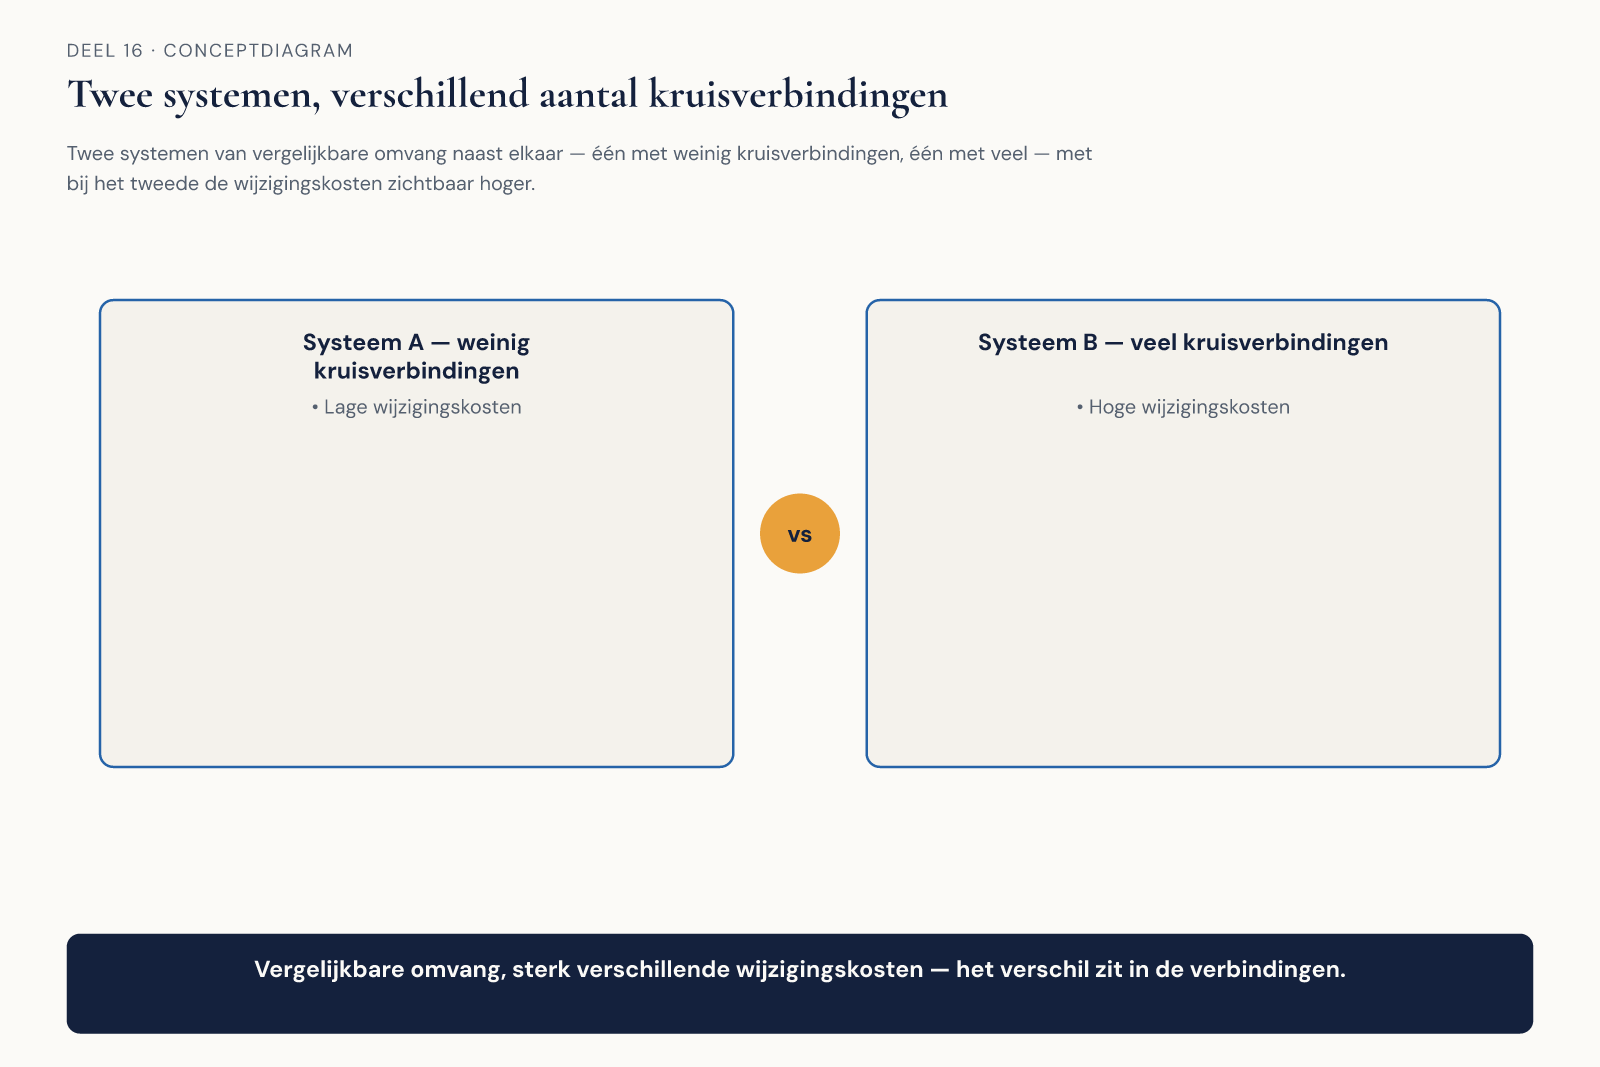 DEEL 16 · CONCEPTDIAGRAM
Twee systemen, verschillend aantal kruisverbindingen
Twee systemen van vergelijkbare omvang naast elkaar — één met weinig kruisverbindingen, één met veel — met
bij het tweede de wijzigingskosten zichtbaar hoger.
Systeem A — weinig
kruisverbindingen
• Lage wijzigingskosten
vs
Systeem B — veel kruisverbindingen
• Hoge wijzigingskosten
Vergelijkbare omvang, sterk verschillende wijzigingskosten — het verschil zit in de verbindingen.